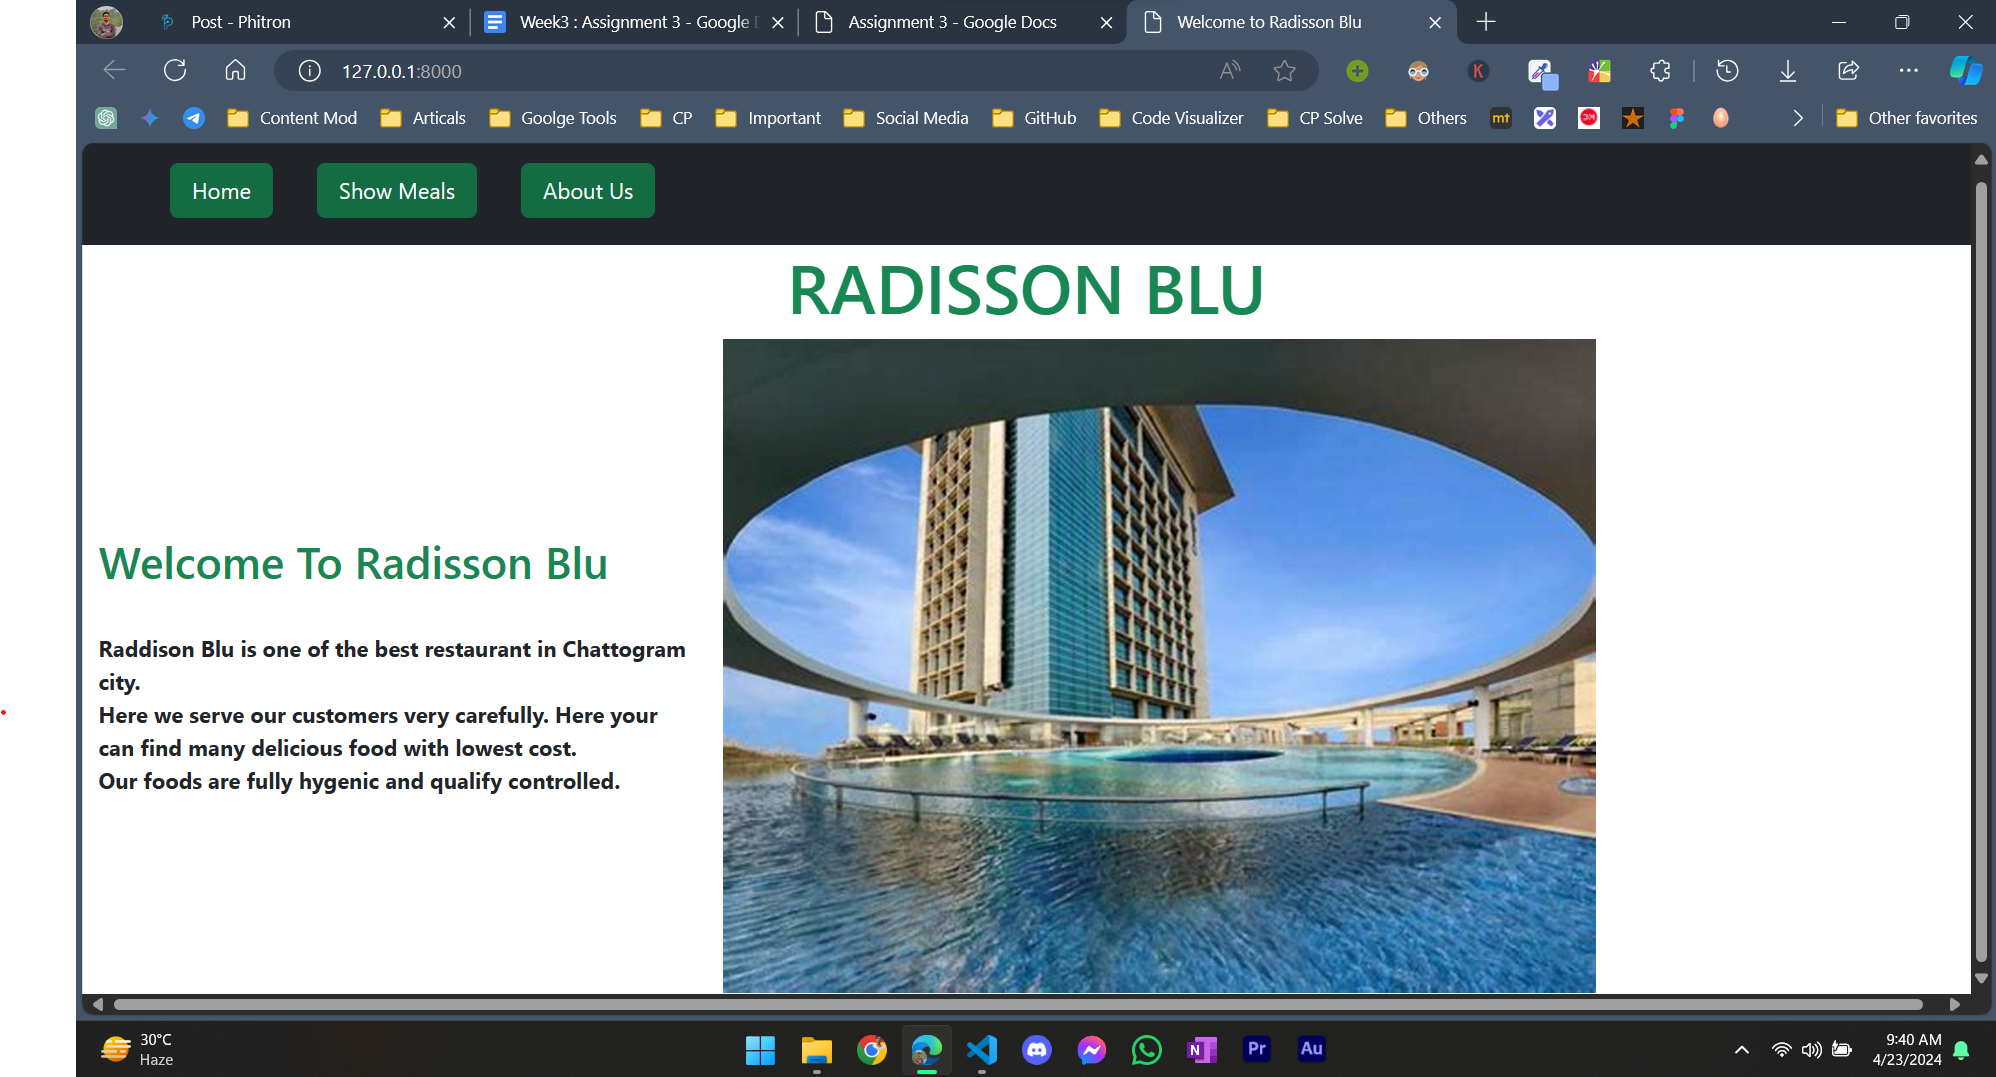 Post - Phitron
Week3 : Assignment 3 - Google
Assignment 3 - Google Docs
Welcome to Radisson Blu
127.0.0.1:8000
Content Mod
Articals
Goolge Tools
CP
Important
Social Media
GitHub
Code Visualizer
CP Solve
Others
mt
Other favorites
Home
Show Meals
About Us
RADISSON BLU
Welcome To Radisson Blu
Raddison Blu is one of the best restaurant in Chattogram
city.
Here we serve our customers very carefully. Here your
can find many delicious food with lowest cost.
Our foods are fully hygenic and qualify controlled.
30°C
Haze
N
Pr
Au
9:40 AM
4/23/2024